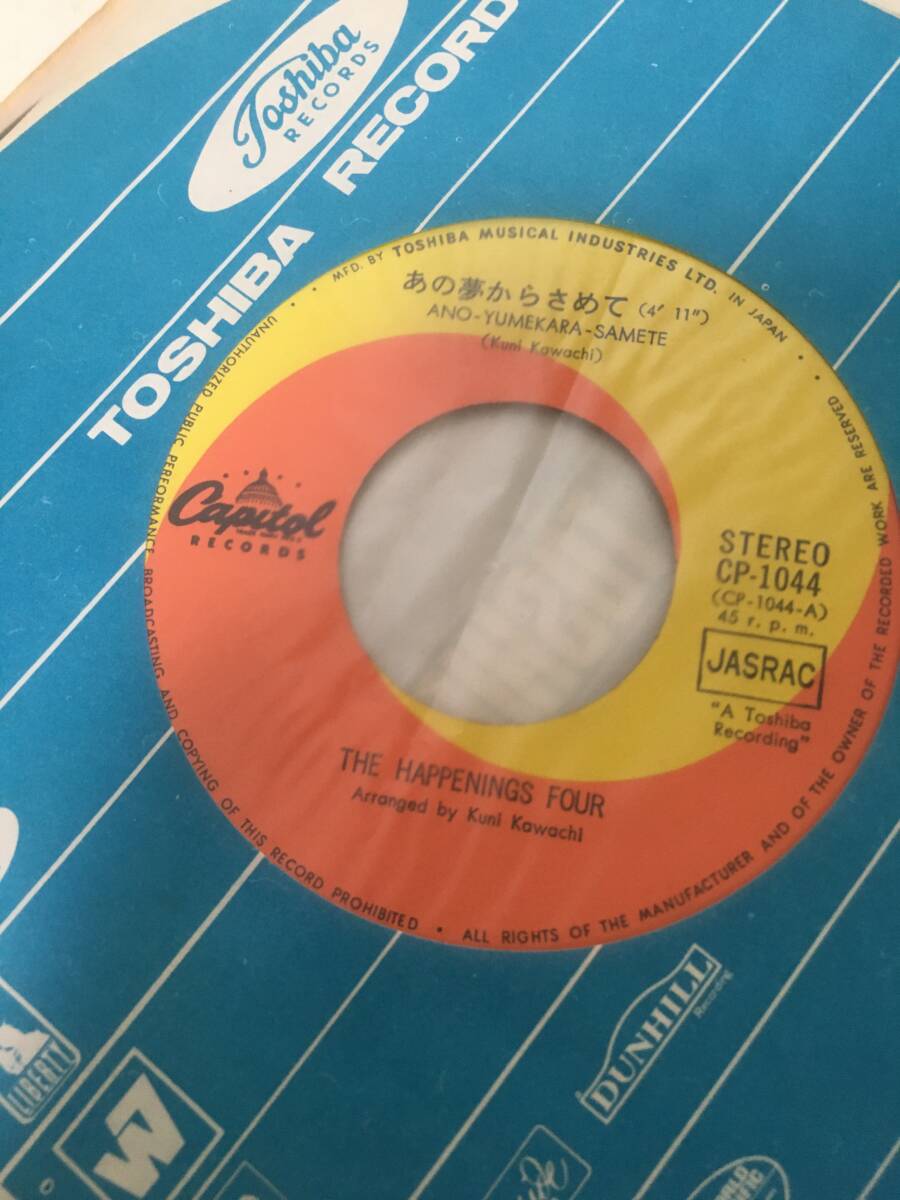 Toshiba
RECORDS
TOSHIBA RECORD
MFD. BY TOSHIBA MUSICAL INDUSTRIES LTD. IN JAPAN
あの夢からさめて (4' 11")
ANO-YUMEKARA-SAMETE
(Kuni Kawachi)
Capitol
RECORDS
STEREO
CP-1044
(CP-1044-A)
45 r. p. m.
JASRAC
"A Toshiba
Recording"
THE HAPPENINGS FOUR
Arranged by Kuni Kawachi
UNAUTHORIZED PUBLIC PERFORMANCE BROADCASTING AND COPYING OF THIS RECORD PROHIBITED • ALL RIGHTS OF THE MANUFACTURER AND OF THE OWNER OF THE RECORDED WORK ARE RESERVED
DUNHILL
Recording
LIBERTY
W